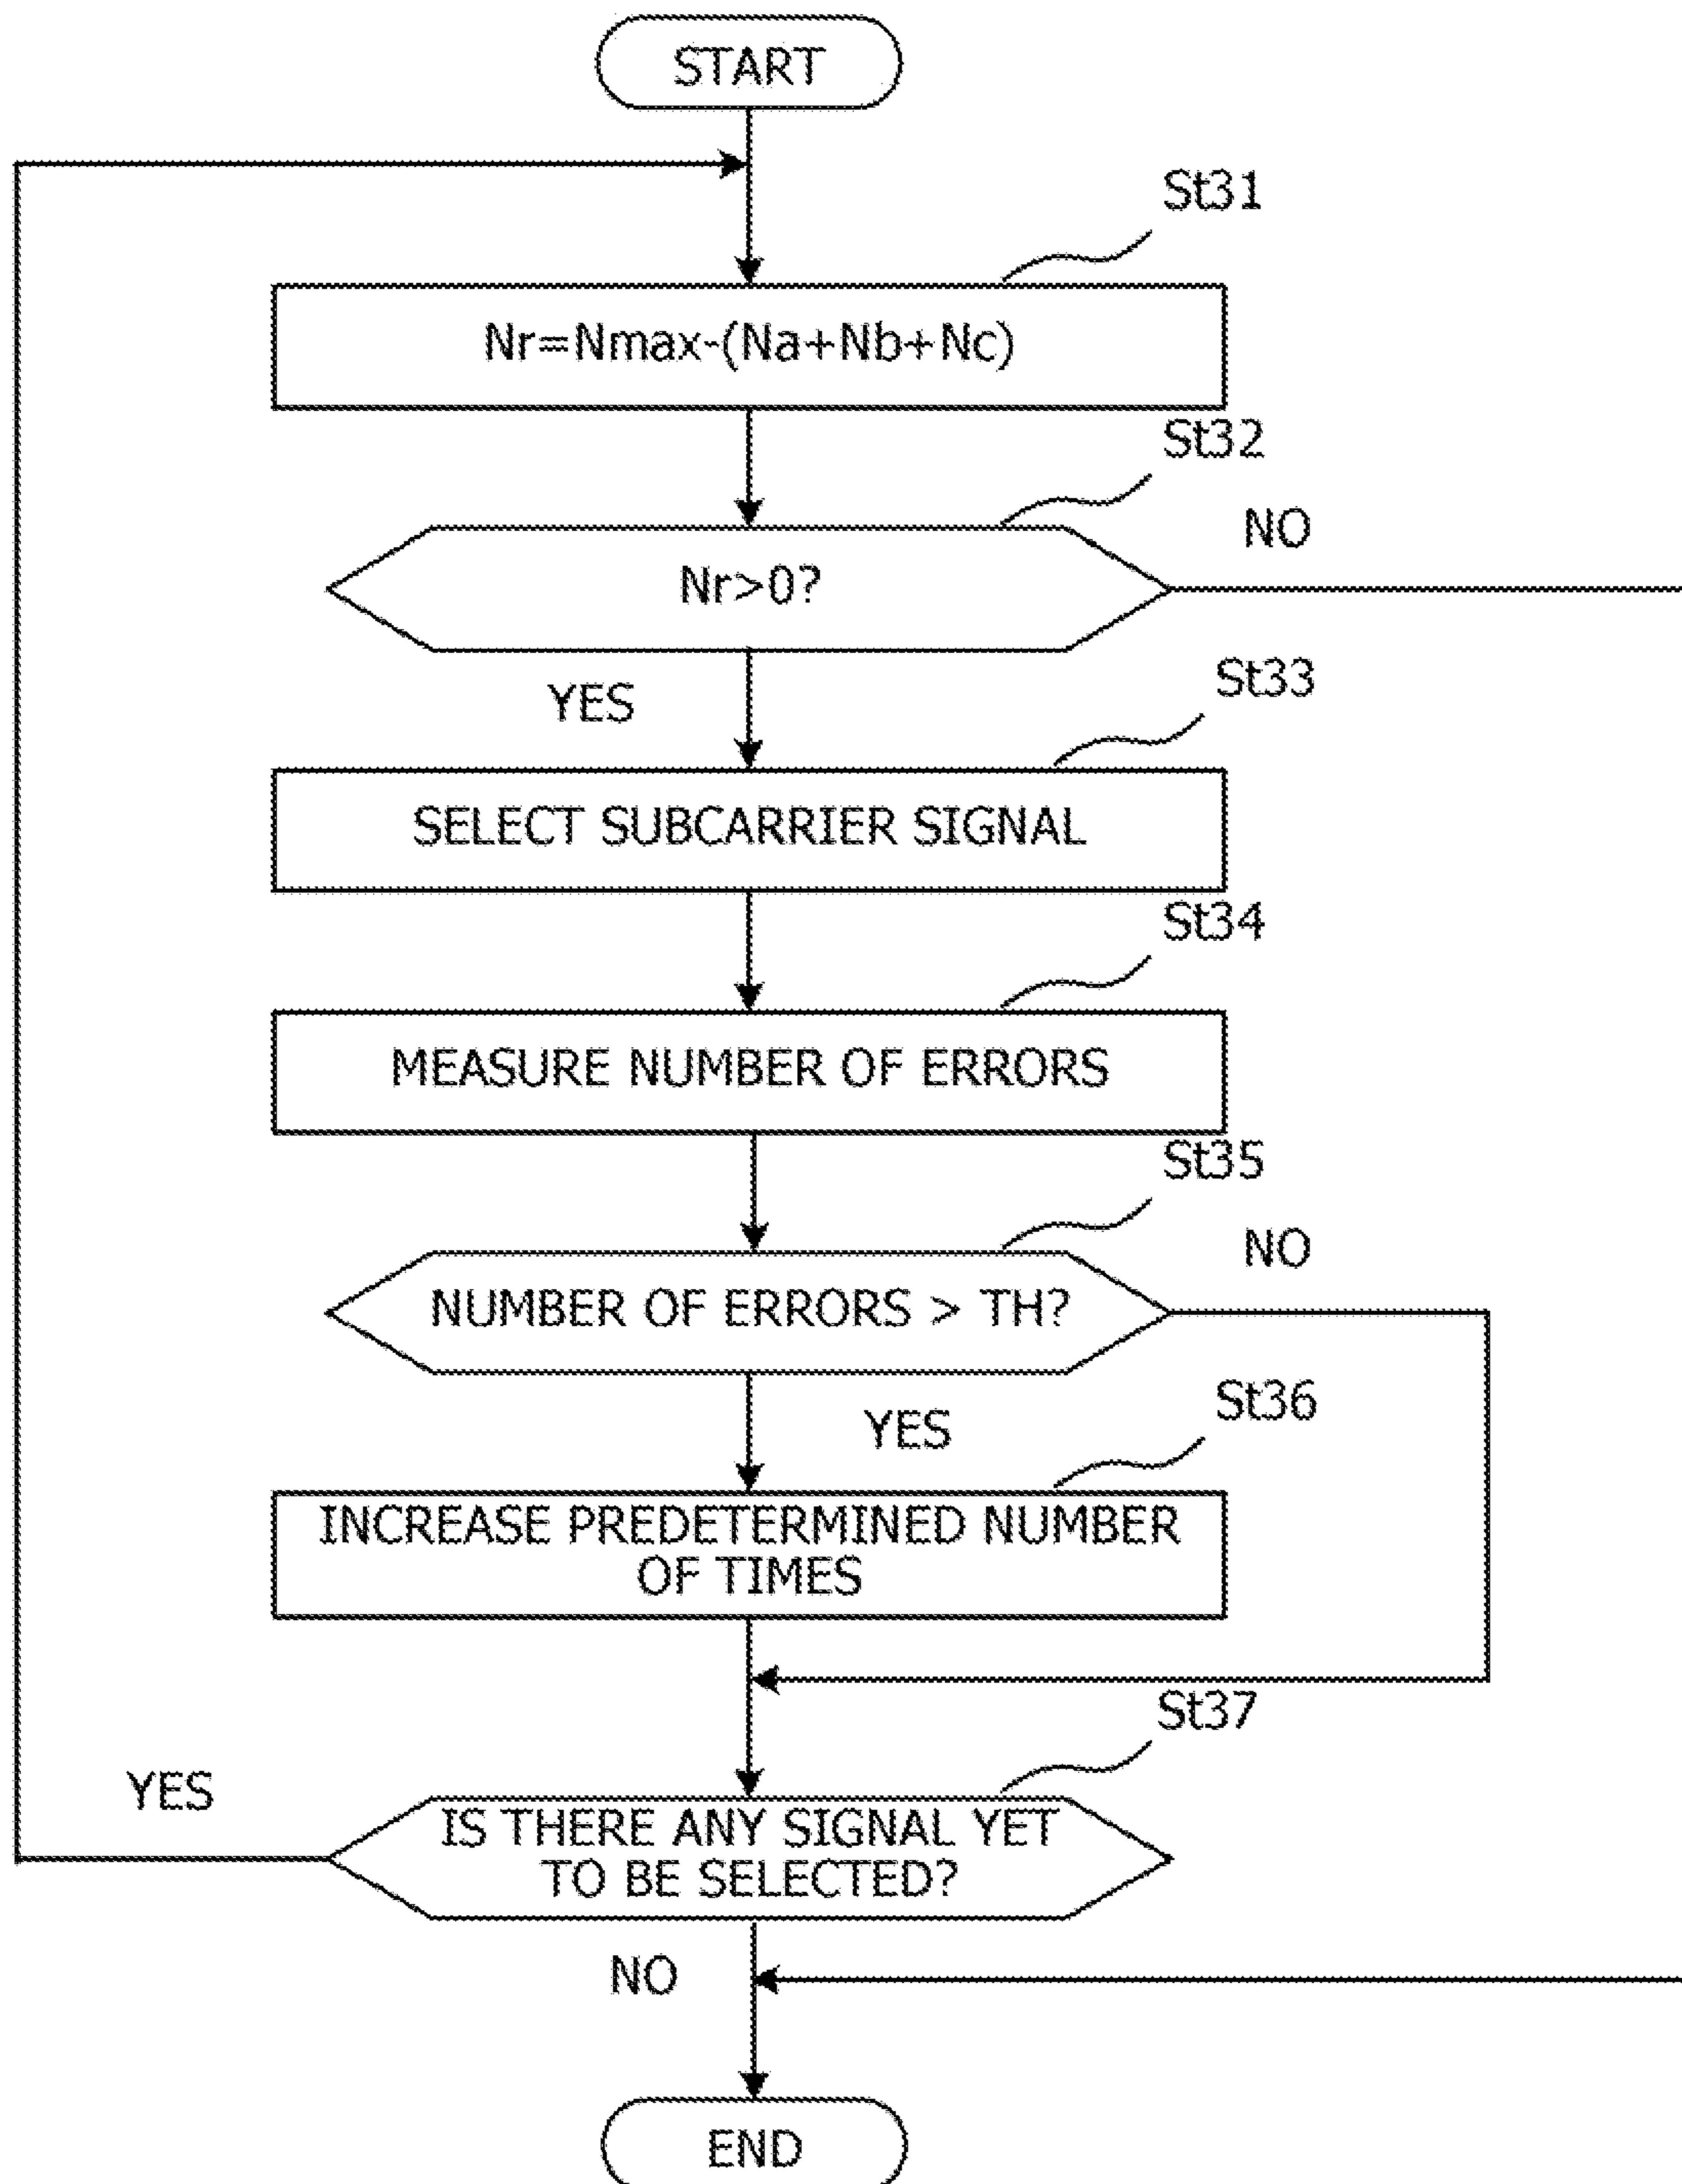 START
St31
Nr=Nmax-(Na+Nb+Nc)
St32
NO
Nr>0?
YES
St33
SELECT SUBCARRIER SIGNAL
St34
MEASURE NUMBER OF ERRORS
St35
NO
NUMBER OF ERRORS > TH?
YES
St36
INCREASE PREDETERMINED NUMBER
OF TIMES
St37
YES
IS THERE ANY SIGNAL YET
TO BE SELECTED?
NO
END